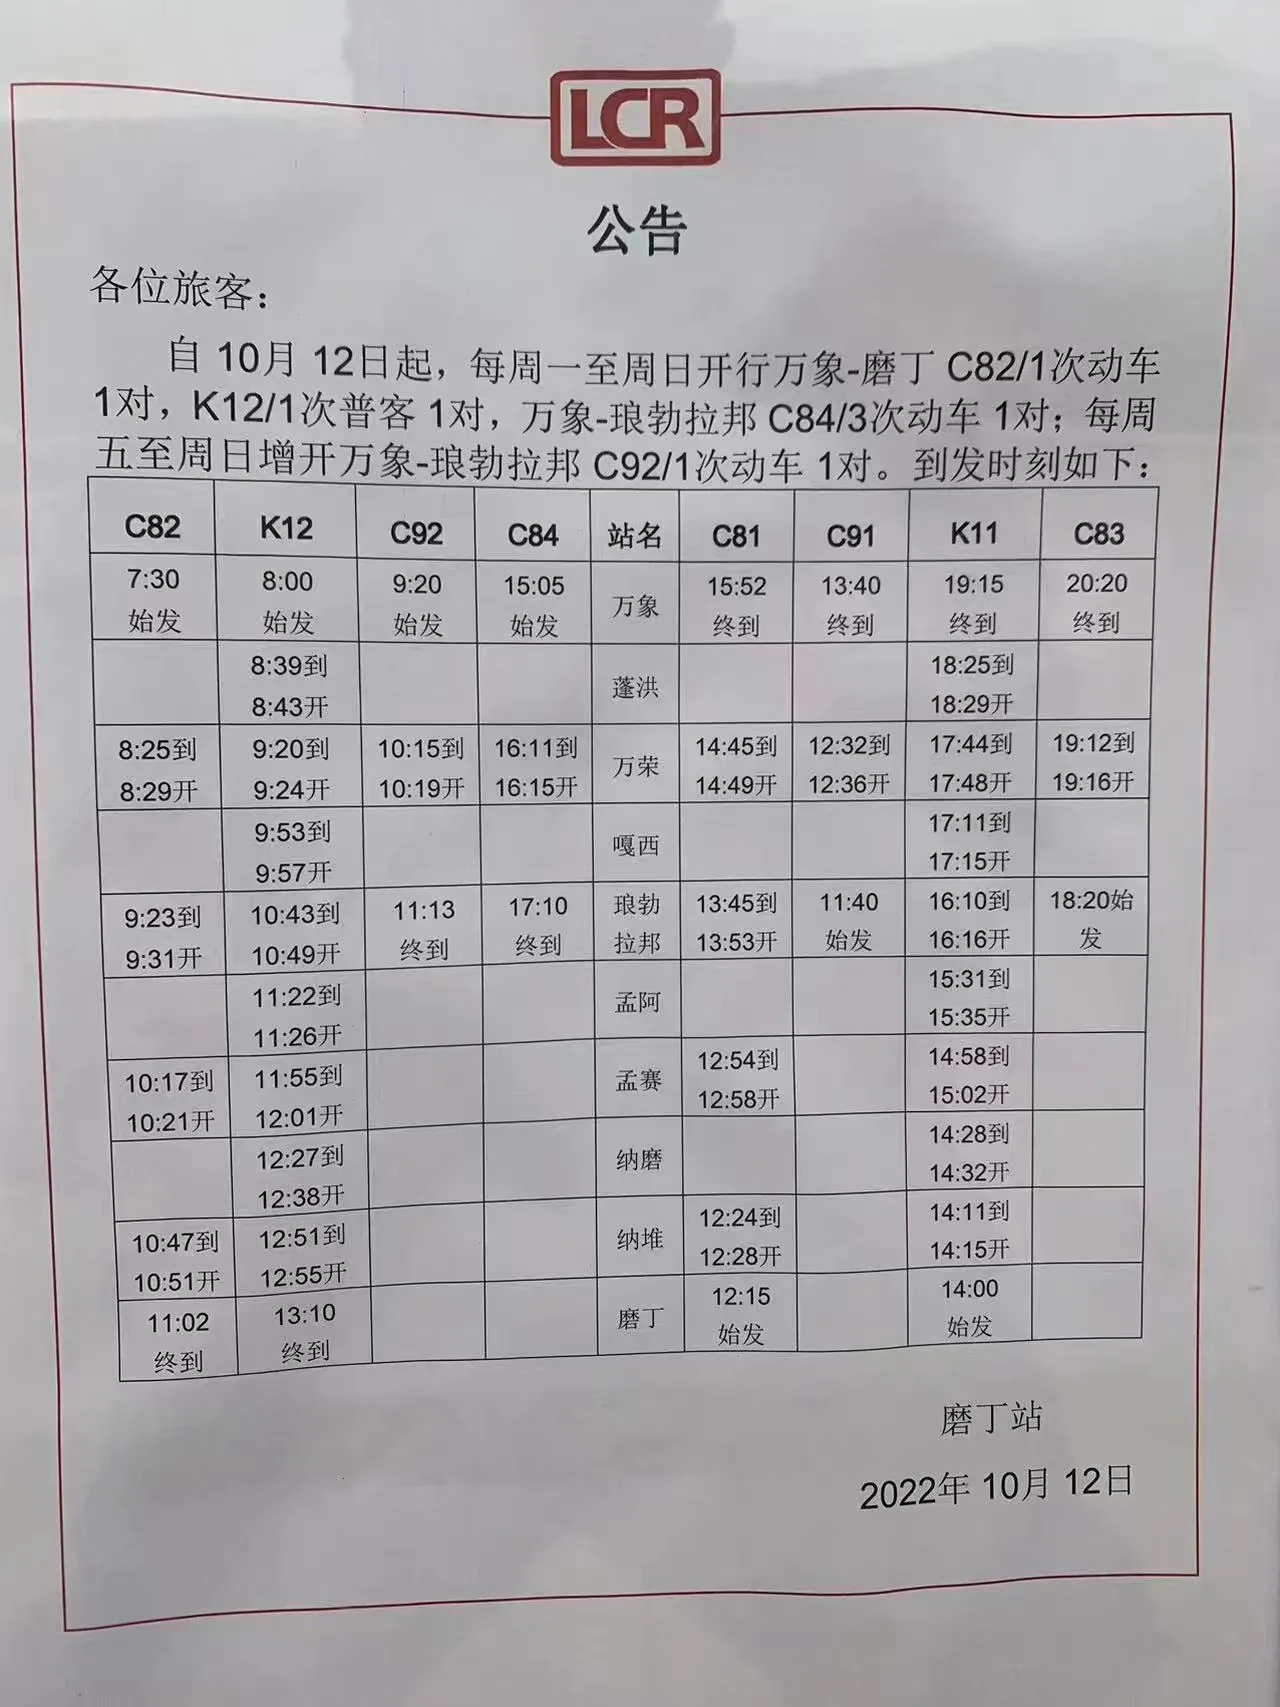 LCR
公告
各位旅客：
自 10月 12日起，每周一至周日开行万象-磨丁 C82/1次动车
1对，K12/1次普客 1对，万象-琅勃拉邦 C84/3次动车 1对；每周
五至周日增开万象-琅勃拉邦 C92/1次动车 1对。到发时刻如下：
C82 K12 C92 C84 站名 C81 C91 K11 C83
7:30 8:00 9:20 15:05 万象 15:52 13:40 19:15 20:20
始发 始发 始发 始发 终到 终到 终到 终到
8:39到 蓬洪 18:25到
8:43开 18:29开
8:25到 9:20到 10:15到 16:11到 万荣 14:45到 12:32到 17:44到 19:12到
8:29开 9:24开 10:19开 16:15开 14:49开 12:36开 17:48开 19:16开
9:53到 嘎西 17:11到
9:57开 17:15开
9:23到 10:43到 11:13 17:10 琅勃 13:45到 11:40 16:10到 18:20始
9:31开 10:49开 终到 终到 拉邦 13:53开 始发 16:16开 发
11:22到 孟阿 15:31到
11:26开 15:35开
10:17到 11:55到 孟赛 12:54到 14:58到
10:21开 12:01开 12:58开 15:02开
12:27到 纳磨 14:28到
12:38开 14:32开
10:47到 12:51到 纳堆 12:24到 14:11到
10:51开 12:55开 12:28开 14:15开
11:02 13:10 磨丁 12:15 14:00
终到 终到 始发 始发
磨丁站
2022年 10月 12日